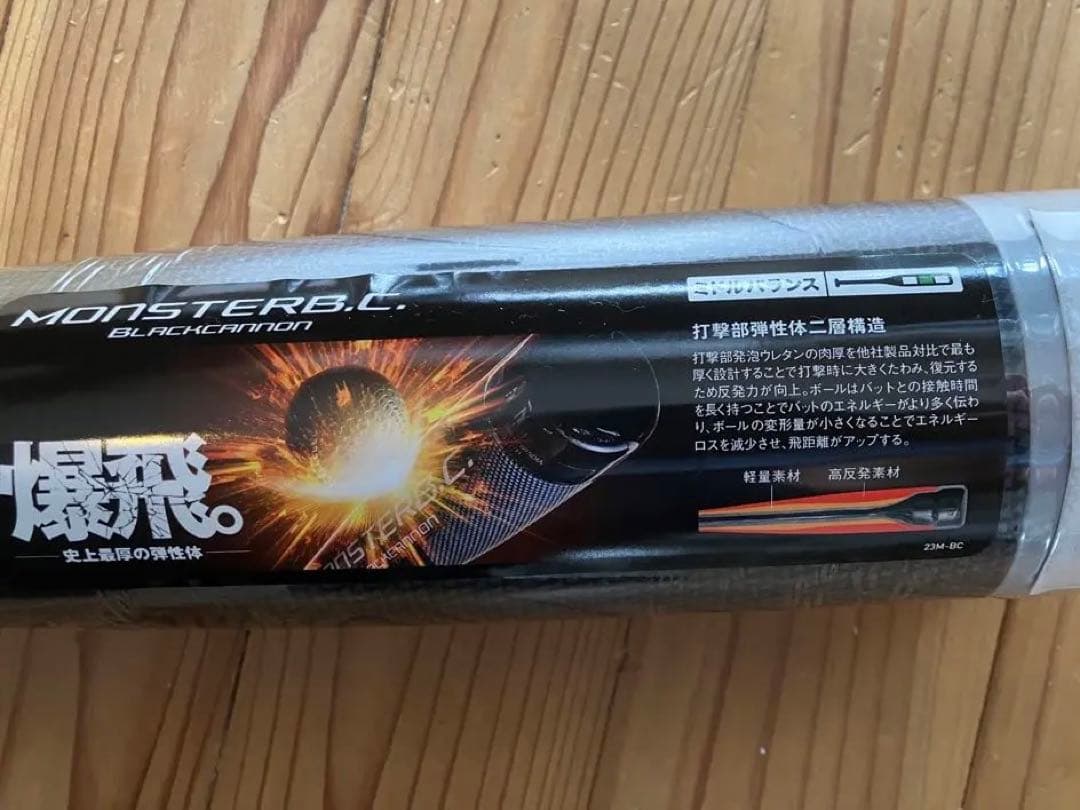 MONSTERB.C.
BLACKCANNON
爆飛。
史上最厚の弾性体
MONSTERB.C.
BLACKCANNON
ミドルバランス
打撃部弾性体二層構造
打撃部発泡ウレタンの肉厚を他社製品対比で最も
厚く設計することで打撃時に大きくたわみ、復元する
ため反発力が向上。ボールはバットとの接触時間
を長く持つことでバットのエネルギーがより多く伝わ
り、ボールの変形量が小さくなることでエネルギー
ロスを減少させ、飛距離がアップする。
軽量素材 高反発素材
23M-BC